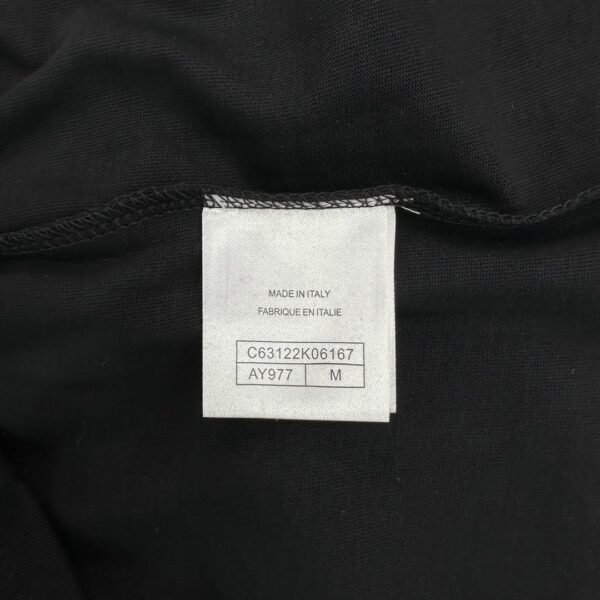 MADE IN ITALY
FABRIQUE EN ITALIE
C63122K06167
AY977 M